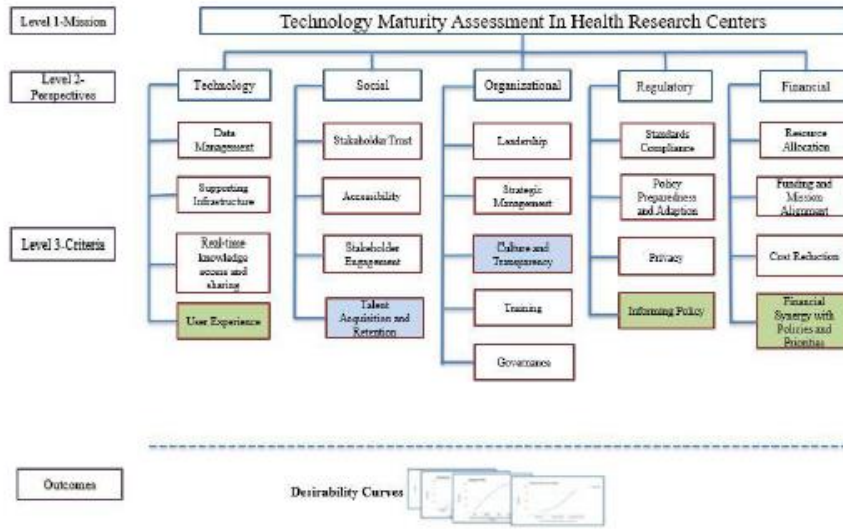 Level 1-Mission
Technology Maturity Assessment In Health Research Centers
Level 2-
Perspectives
Technology
Social
Organizational
Regulatory
Financial
Level 3-Criteria
Data
Management
Supporting
Infrastructure
Real-time
knowledge
access and
sharing
User Experience
Stakeholder Trust
Accessibility
Stakeholder
Engagement
Talent
Acquisition and
Retention
Leadership
Strategic
Management
Culture and
Transparency
Training
Governance
Standards
Compliance
Policy
Preparedness
and Adaption
Privacy
Informing Policy
Resource
Allocation
Funding and
Mission
Alignment
Cost Reduction
Financial
Synergy with
Policies and
Priorities
Outcomes
Desirability Curves